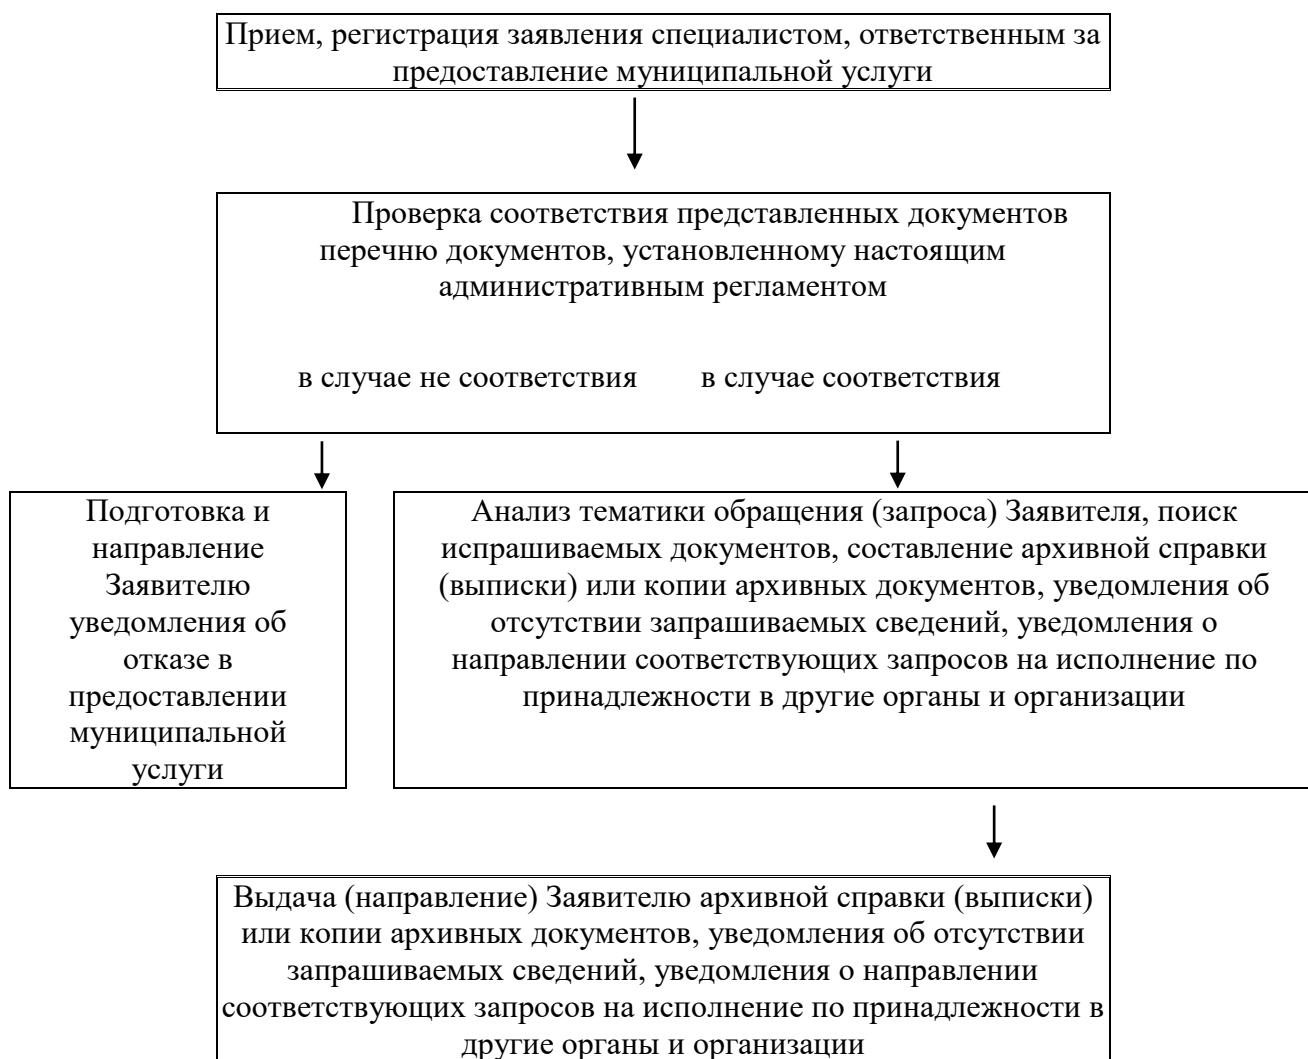 Прием, регистрация заявления специалистом, ответственным за
предоставление муниципальной услуги
Проверка соответствия представленных документов
перечню документов, установленному настоящим
административным регламентом
в случае не соответствия в случае соответствия
Подготовка и
направление
Заявителю
уведомления об
отказе в
предоставлении
муниципальной
услуги
Анализ тематики обращения (запроса) Заявителя, поиск
испрашиваемых документов, составление архивной справки
(выписки) или копии архивных документов, уведомления об
отсутствии запрашиваемых сведений, уведомления о
направлении соответствующих запросов на исполнение по
принадлежности в другие органы и организации
Выдача (направление) Заявителю архивной справки (выписки)
или копии архивных документов, уведомления об отсутствии
запрашиваемых сведений, уведомления о направлении
соответствующих запросов на исполнение по принадлежности в
другие органы и организации